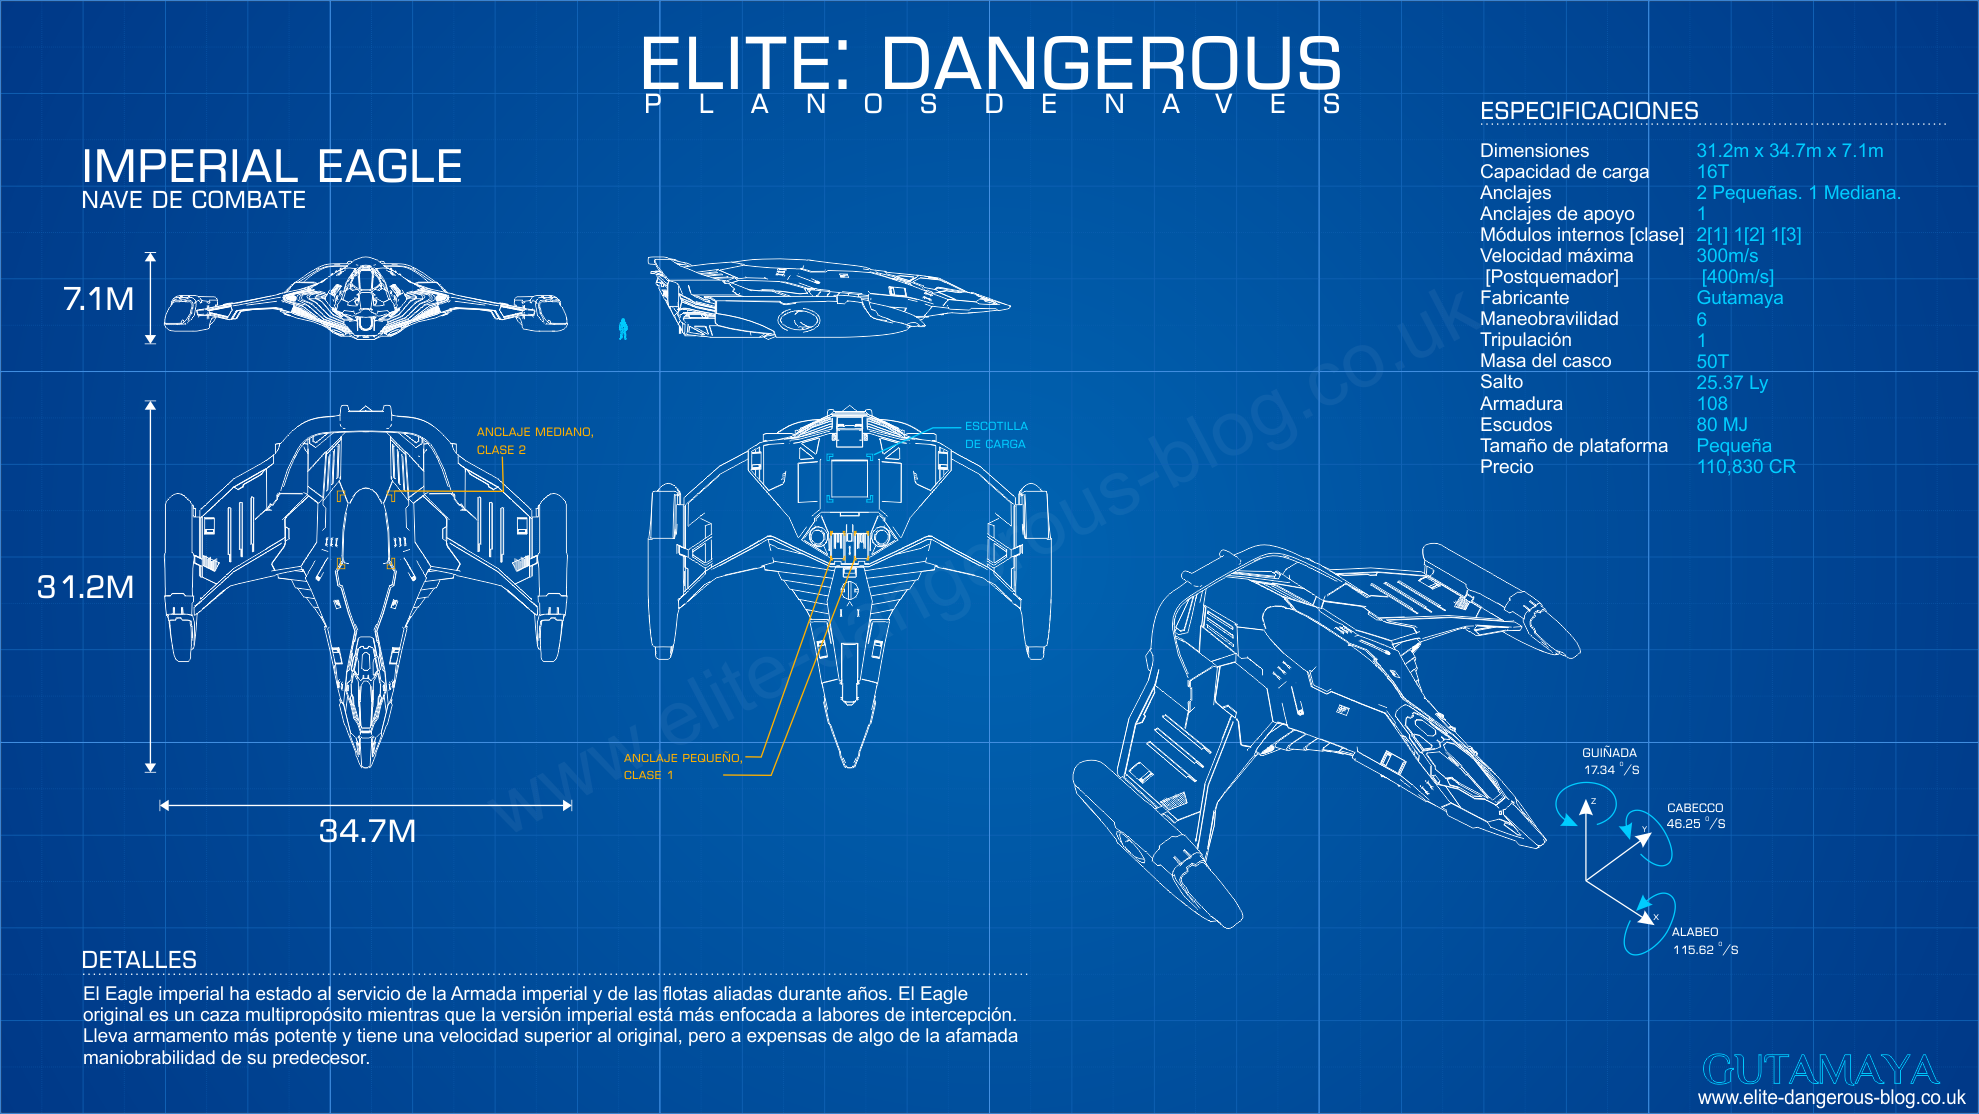 ELITE: DANGEROUS
PLANOS DE NAVES
IMPERIAL EAGLE
NAVE DE COMBATE
ESPECIFICACIONES
Dimensiones 31.2m x 34.7m x 7.1m
Capacidad de carga 16T
Anclajes 2 Pequeñas. 1 Mediana.
Anclajes de apoyo 1
Módulos internos [clase] 2[1] 1[2] 1[3]
Velocidad máxima 300m/s
[Postquemador] [400m/s]
Fabricante Gutamaya
Maneobravilidad 6
Tripulación 1
Masa del casco 50T
Salto 25.37 Ly
Armadura 108
Escudos 80 MJ
Tamaño de plataforma Pequeña
Precio 110,830 CR
7.1M
31.2M
34.7M
ANCLAJE MEDIANO,
CLASE 2
ESCOTILLA
DE CARGA
ANCLAJE PEQUEÑO,
CLASE 1
www.elite-dangerous-blog.co.uk
GUIÑADA
17.34 °/S
Z
CABECCO
46.25 °/S
Y
X
ALABEO
115.62 °/S
DETALLES
El Eagle imperial ha estado al servicio de la Armada imperial y de las flotas aliadas durante años. El Eagle
original es un caza multipropósito mientras que la versión imperial está más enfocada a labores de intercepción.
Lleva armamento más potente y tiene una velocidad superior al original, pero a expensas de algo de la afamada
maniobrabilidad de su predecesor.
GUTAMAYA
www.elite-dangerous-blog.co.uk